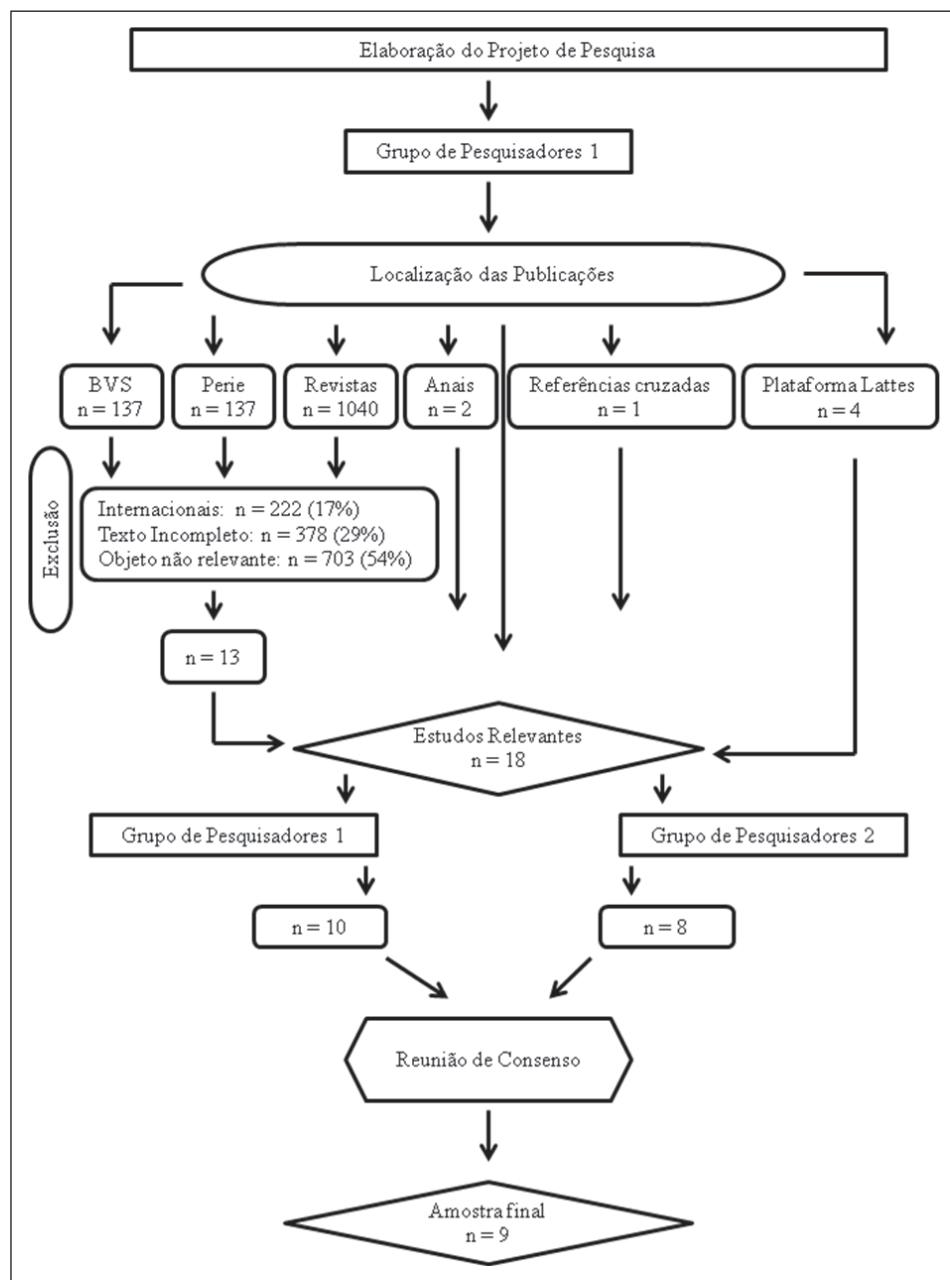 Elaboração do Projeto de Pesquisa
Grupo de Pesquisadores 1
Localização das Publicações
BVS
n = 137
Perie
n = 137
Revistas
n = 1040
Anais
n = 2
Referências cruzadas
n = 1
Plataforma Lattes
n = 4
Exclusão
Internacionais: n = 222 (17%)
Texto Incompleto: n = 378 (29%)
Objeto não relevante: n = 703 (54%)
n = 13
Estudos Relevantes
n = 18
Grupo de Pesquisadores 1
Grupo de Pesquisadores 2
n = 10
n = 8
Reunião de Consenso
Amostra final
n = 9